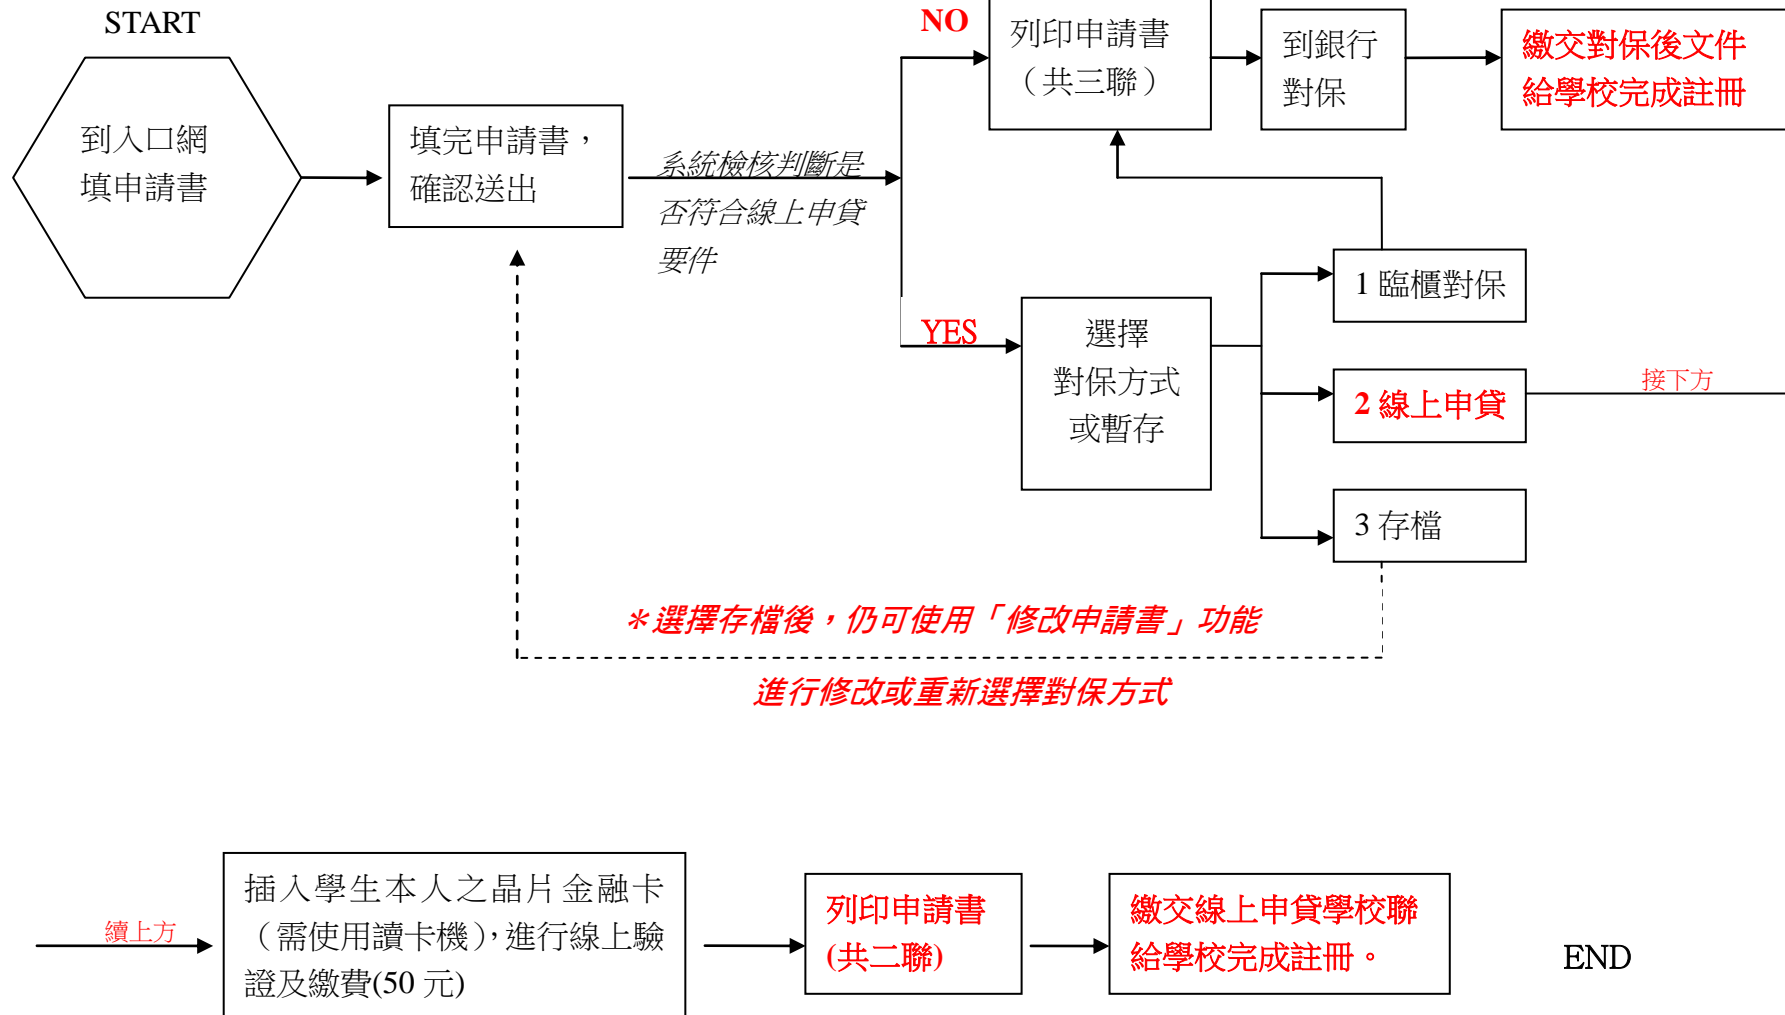 START
到入口網
填申請書
填完申請書，
確認送出
系統檢核判斷是
否符合線上申貸
要件
NO
列印申請書
（共三聯）
到銀行
對保
繳交對保後文件
給學校完成註冊
YES
選擇
對保方式
或暫存
1 臨櫃對保
2 線上申貸
接下方
3 存檔
＊選擇存檔後，仍可使用「修改申請書」功能
進行修改或重新選擇對保方式
續上方
插入學生本人之晶片金融卡
（需使用讀卡機），進行線上驗
證及繳費(50 元)
列印申請書
(共二聯)
繳交線上申貸學校聯
給學校完成註冊。
END